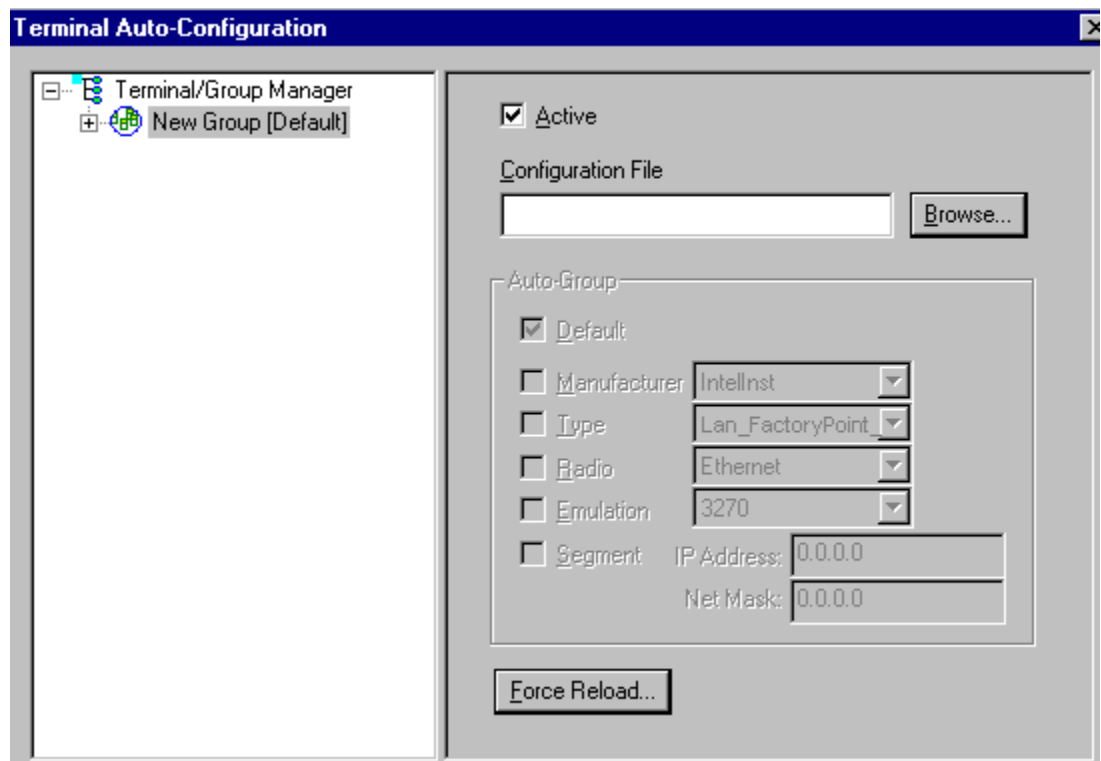 Terminal Auto-Configuration
Terminal/Group Manager
New Group [Default]
Active
Configuration File
Browse...
Auto-Group
Default
Manufacturer IntelInst
Type Lan_FactoryPoint_
Radio Ethernet
Emulation 3270
Segment IP Address: 0.0.0.0
Net Mask: 0.0.0.0
Force Reload...